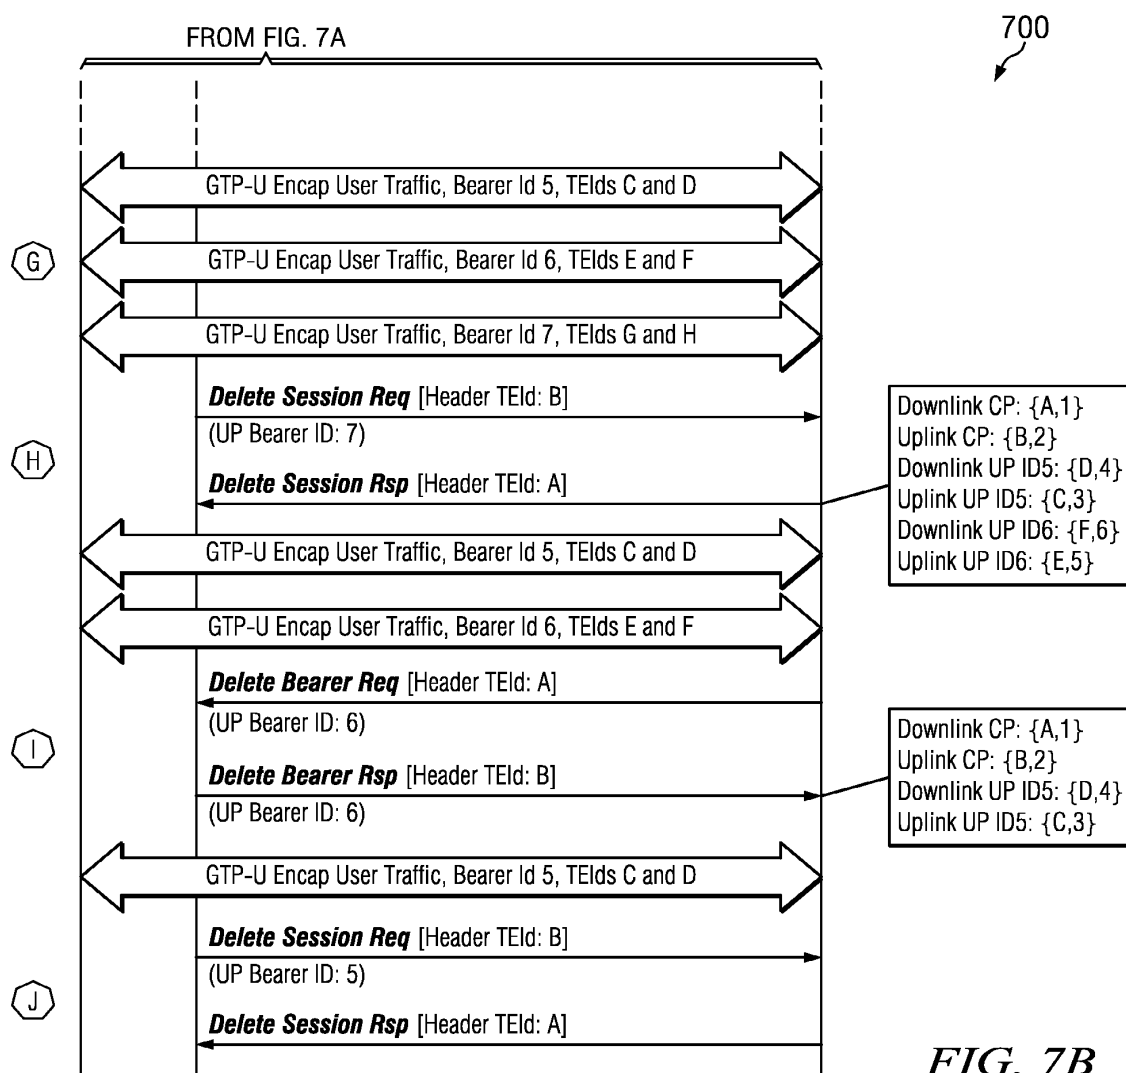 FROM FIG. 7A
700
GTP-U Encap User Traffic, Bearer Id 5, TEIds C and D
G
GTP-U Encap User Traffic, Bearer Id 6, TEIds E and F
GTP-U Encap User Traffic, Bearer Id 7, TEIds G and H
Delete Session Req [Header TEId: B]
(UP Bearer ID: 7)
H
Delete Session Rsp [Header TEId: A]
Downlink CP: {A,1}
Uplink CP: {B,2}
Downlink UP ID5: {D,4}
Uplink UP ID5: {C,3}
Downlink UP ID6: {F,6}
Uplink UP ID6: {E,5}
GTP-U Encap User Traffic, Bearer Id 5, TEIds C and D
GTP-U Encap User Traffic, Bearer Id 6, TEIds E and F
Delete Bearer Req [Header TEId: A]
(UP Bearer ID: 6)
I
Delete Bearer Rsp [Header TEId: B]
(UP Bearer ID: 6)
Downlink CP: {A,1}
Uplink CP: {B,2}
Downlink UP ID5: {D,4}
Uplink UP ID5: {C,3}
GTP-U Encap User Traffic, Bearer Id 5, TEIds C and D
Delete Session Req [Header TEId: B]
(UP Bearer ID: 5)
J
Delete Session Rsp [Header TEId: A]
FIG. 7B